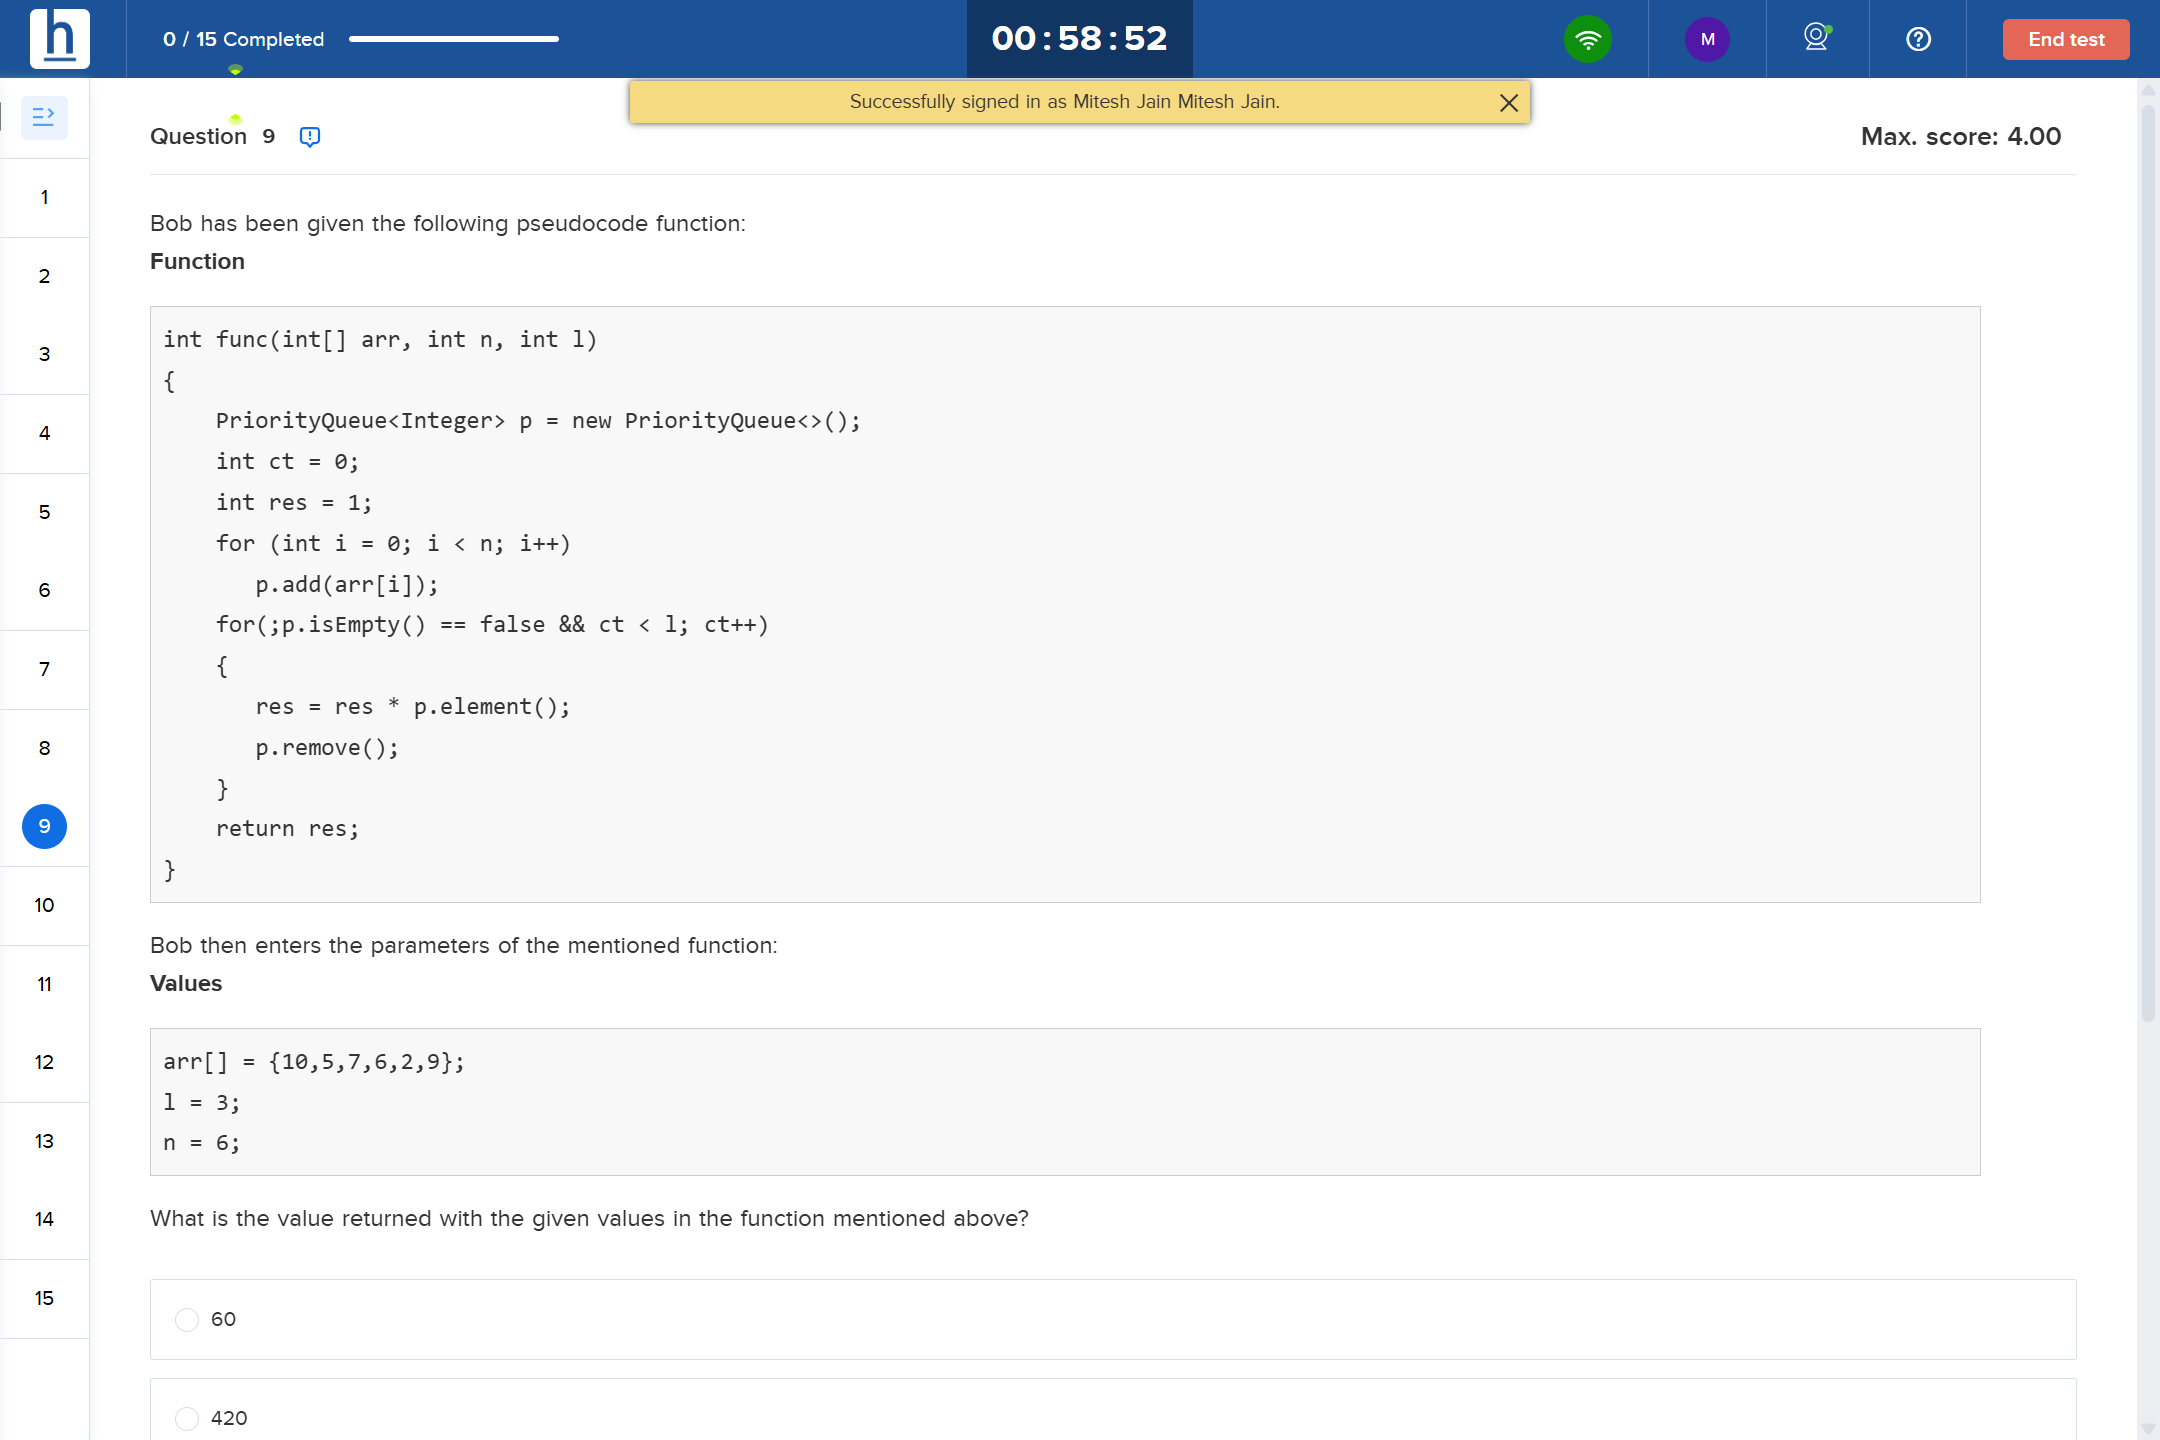 h
0 / 15 Completed
00 : 58 : 52
M
End test
Successfully signed in as Mitesh Jain Mitesh Jain.
Question 9
Max. score: 4.00
1
2
3
4
5
6
7
8
9
10
11
12
13
14
15
Bob has been given the following pseudocode function:
Function
int func(int[] arr, int n, int l)
{
    PriorityQueue<Integer> p = new PriorityQueue<>();
    int ct = 0;
    int res = 1;
    for (int i = 0; i < n; i++)
       p.add(arr[i]);
    for(;p.isEmpty() == false && ct < l; ct++)
    {
       res = res * p.element();
       p.remove();
    }
    return res;
}
Bob then enters the parameters of the mentioned function:
Values
arr[] = {10,5,7,6,2,9};
l = 3;
n = 6;
What is the value returned with the given values in the function mentioned above?
60
420